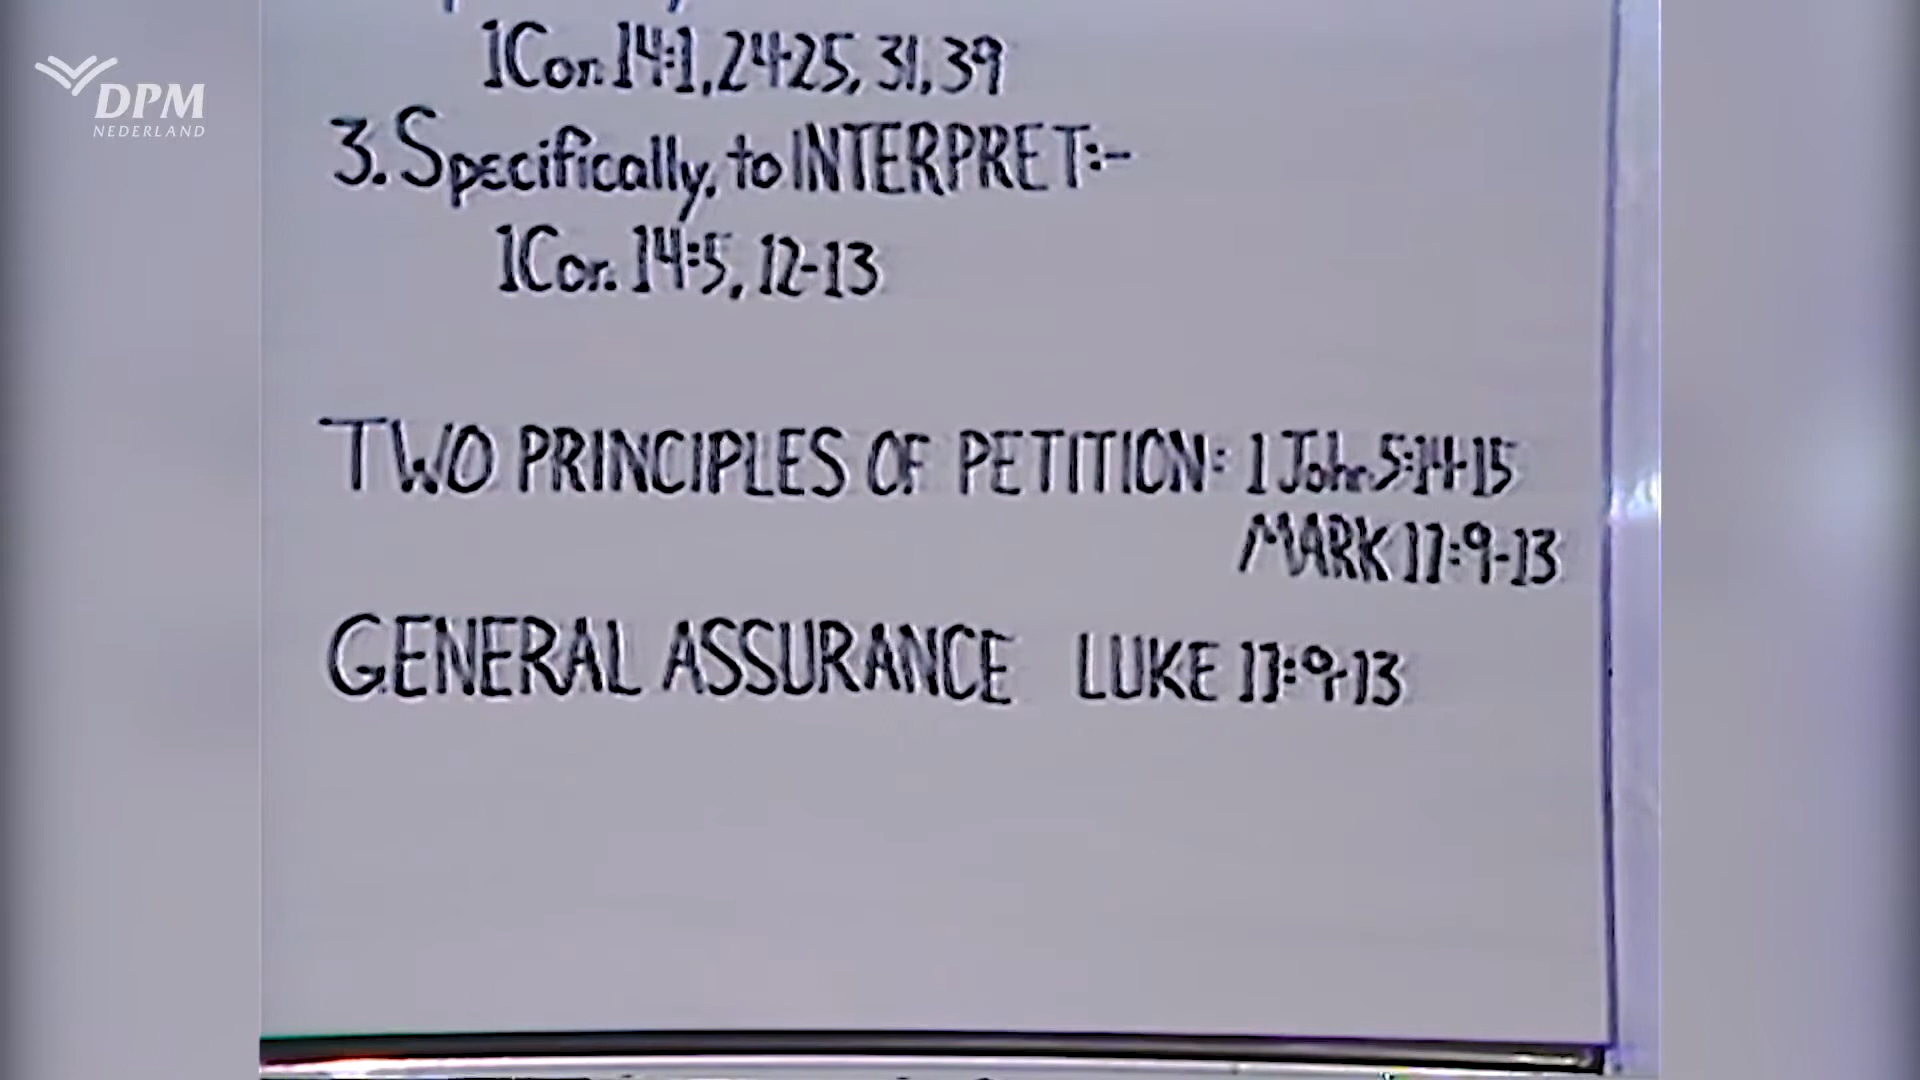 DPM
NEDERLAND
1Cor. 14:1, 24-25, 31, 39
3. Specifically, to INTERPRET:-
1Cor. 14:5, 12-13
TWO PRINCIPLES OF PETITION: 1 John 5:14-15
MARK 11:9-13
GENERAL ASSURANCE LUKE 11:9-13